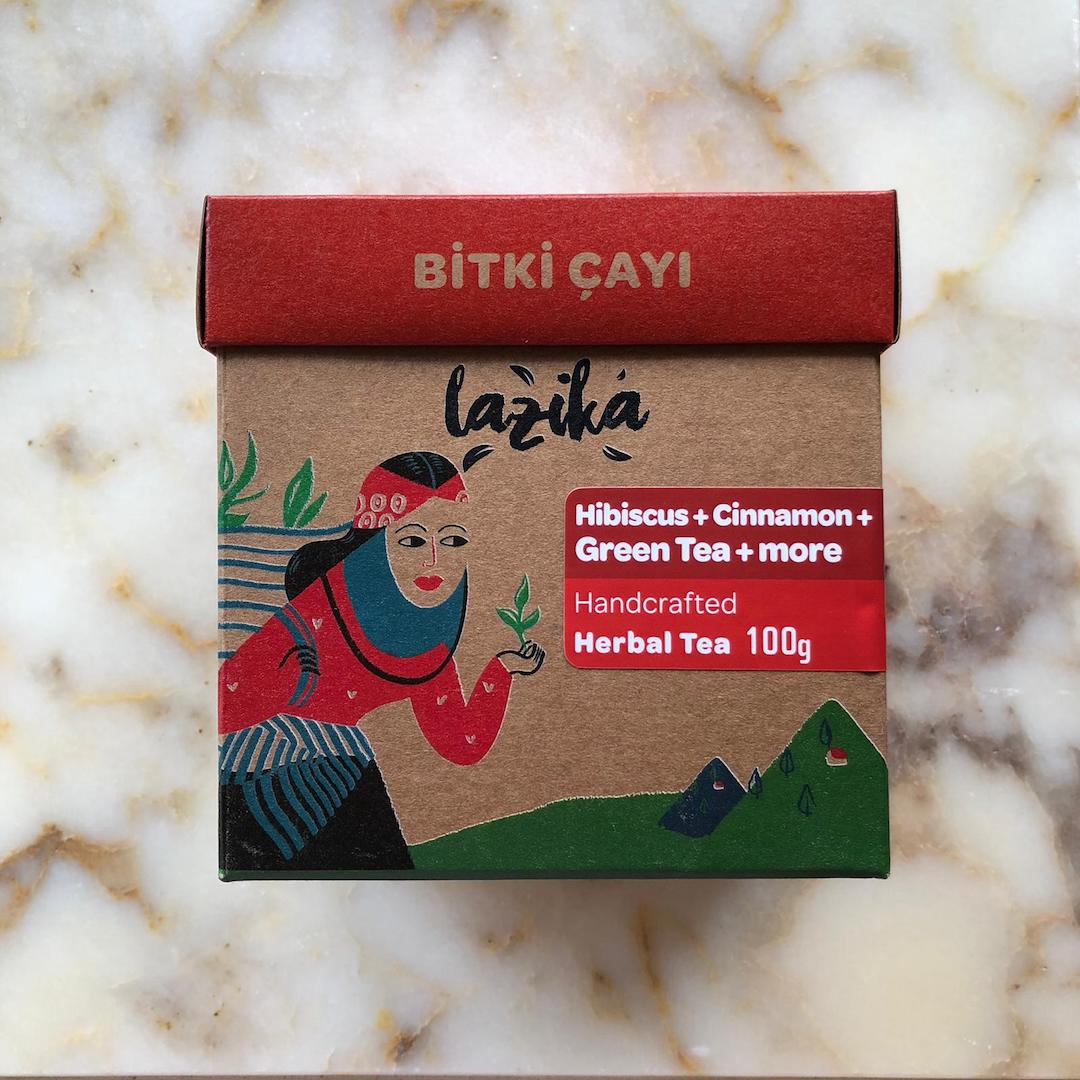 BİTKİ ÇAYI
lazika
Hibiscus + Cinnamon +
Green Tea + more
Handcrafted
Herbal Tea 100g